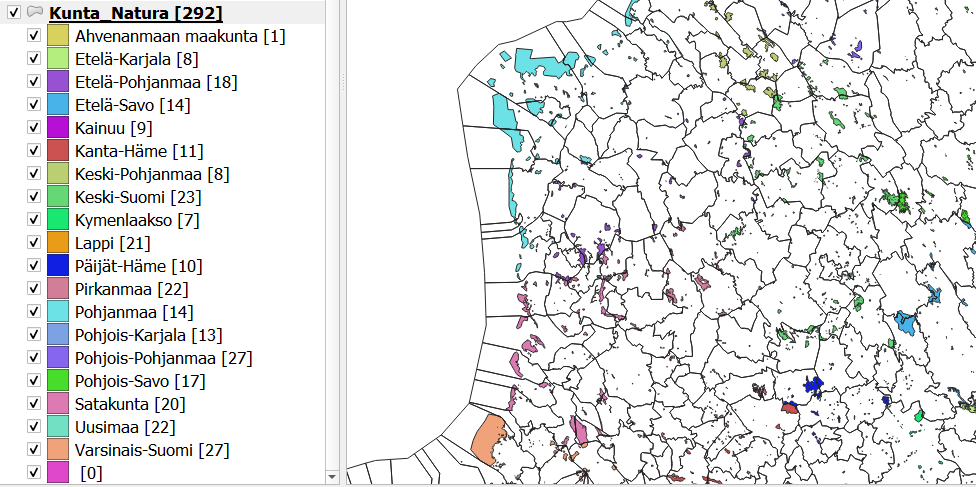 Kunta_Natura [292]
Ahvenanmaan maakunta [1]
Etelä-Karjala [8]
Etelä-Pohjanmaa [18]
Etelä-Savo [14]
Kainuu [9]
Kanta-Häme [11]
Keski-Pohjanmaa [8]
Keski-Suomi [23]
Kymenlaakso [7]
Lappi [21]
Päijät-Häme [10]
Pirkanmaa [22]
Pohjanmaa [14]
Pohjois-Karjala [13]
Pohjois-Pohjanmaa [27]
Pohjois-Savo [17]
Satakunta [20]
Uusimaa [22]
Varsinais-Suomi [27]
[0]